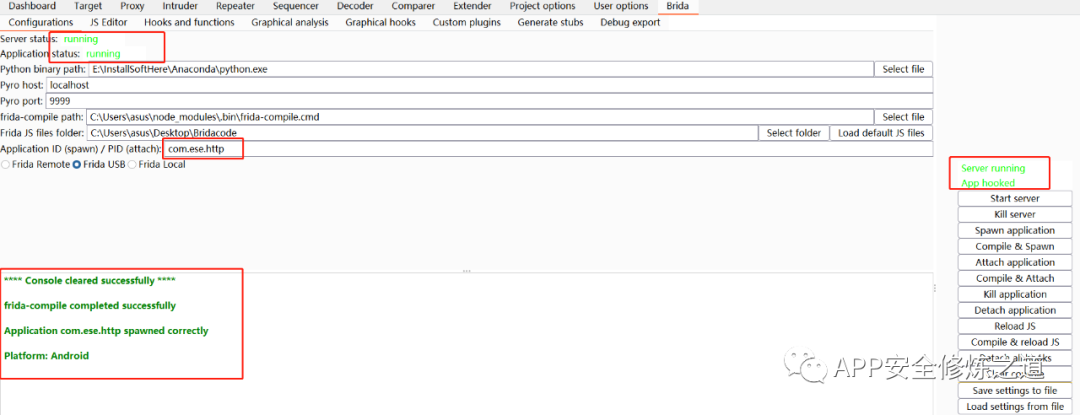 Dashboard Target Proxy Intruder Repeater Sequencer Decoder Comparer Extender Project options User options Brida
Configurations JS Editor Hooks and functions Graphical analysis Graphical hooks Custom plugins Generate stubs Debug export
Server status: running
Application status: running
Python binary path: E:\InstallSoftHere\Anaconda\python.exe Select file
Pyro host: localhost
Pyro port: 9999
frida-compile path: C:\Users\asus\node_modules\.bin\frida-compile.cmd Select file
Frida JS files folder: C:\Users\asus\Desktop\Bridacode Select folder Load default JS files
Application ID (spawn) / PID (attach): com.ese.http
Frida Remote Frida USB Frida Local
Server running
App hooked
Start server
Kill server
Spawn application
Compile & Spawn
Attach application
Compile & Attach
Kill application
Detach application
Reload JS
Compile & reload JS
Save settings to file
Load settings from file
**** Console cleared successfully ****
frida-compile completed successfully
Application com.ese.http spawned correctly
Platform: Android
APP安全修炼之道